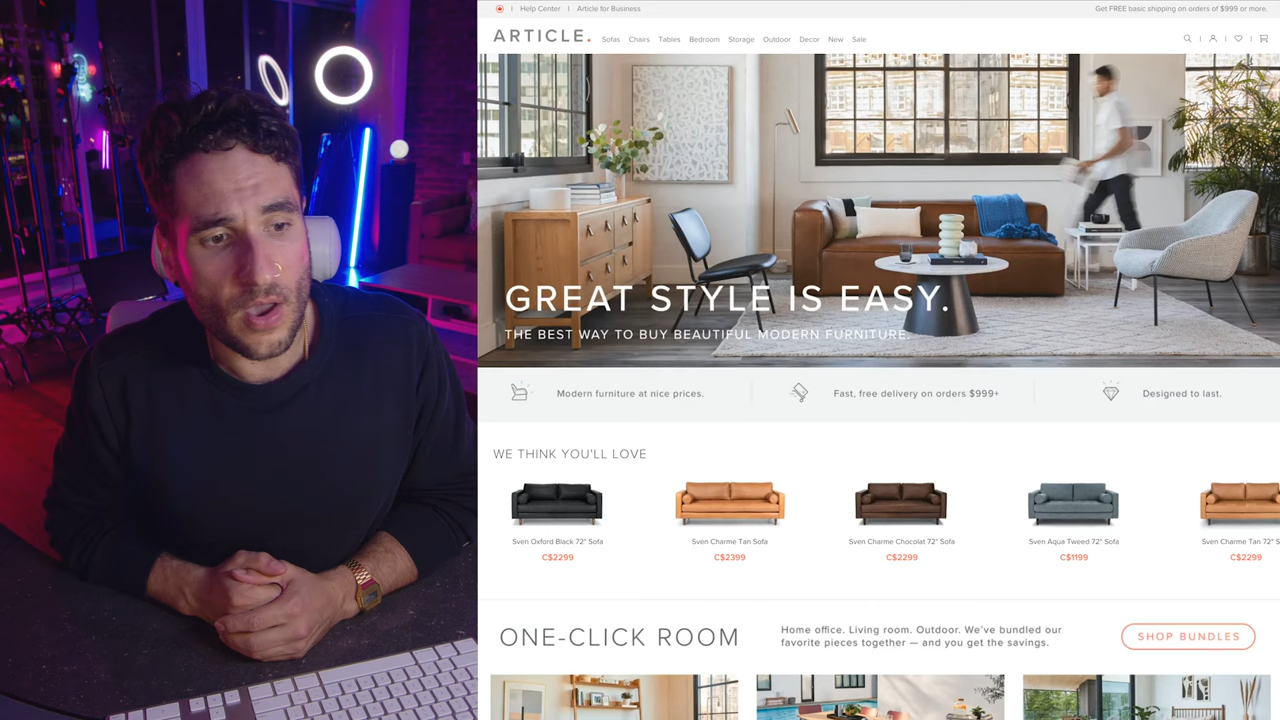 Help Center | Article for Business
Get FREE basic shipping on orders of $999 or more.
ARTICLE.
Sofas Chairs Tables Bedroom Storage Outdoor Decor New Sale
GREAT STYLE IS EASY.
THE BEST WAY TO BUY BEAUTIFUL MODERN FURNITURE.
Modern furniture at nice prices.
Fast, free delivery on orders $999+
Designed to last.
WE THINK YOU'LL LOVE
Sven Oxford Black 72" Sofa
C$2299
Sven Charme Tan Sofa
C$2399
Sven Charme Chocolat 72" Sofa
C$2299
Sven Aqua Tweed 72" Sofa
C$1199
Sven Charme Tan 72" S
C$2299
ONE-CLICK ROOM
Home office. Living room. Outdoor. We've bundled our
favorite pieces together — and you get the savings.
SHOP BUNDLES